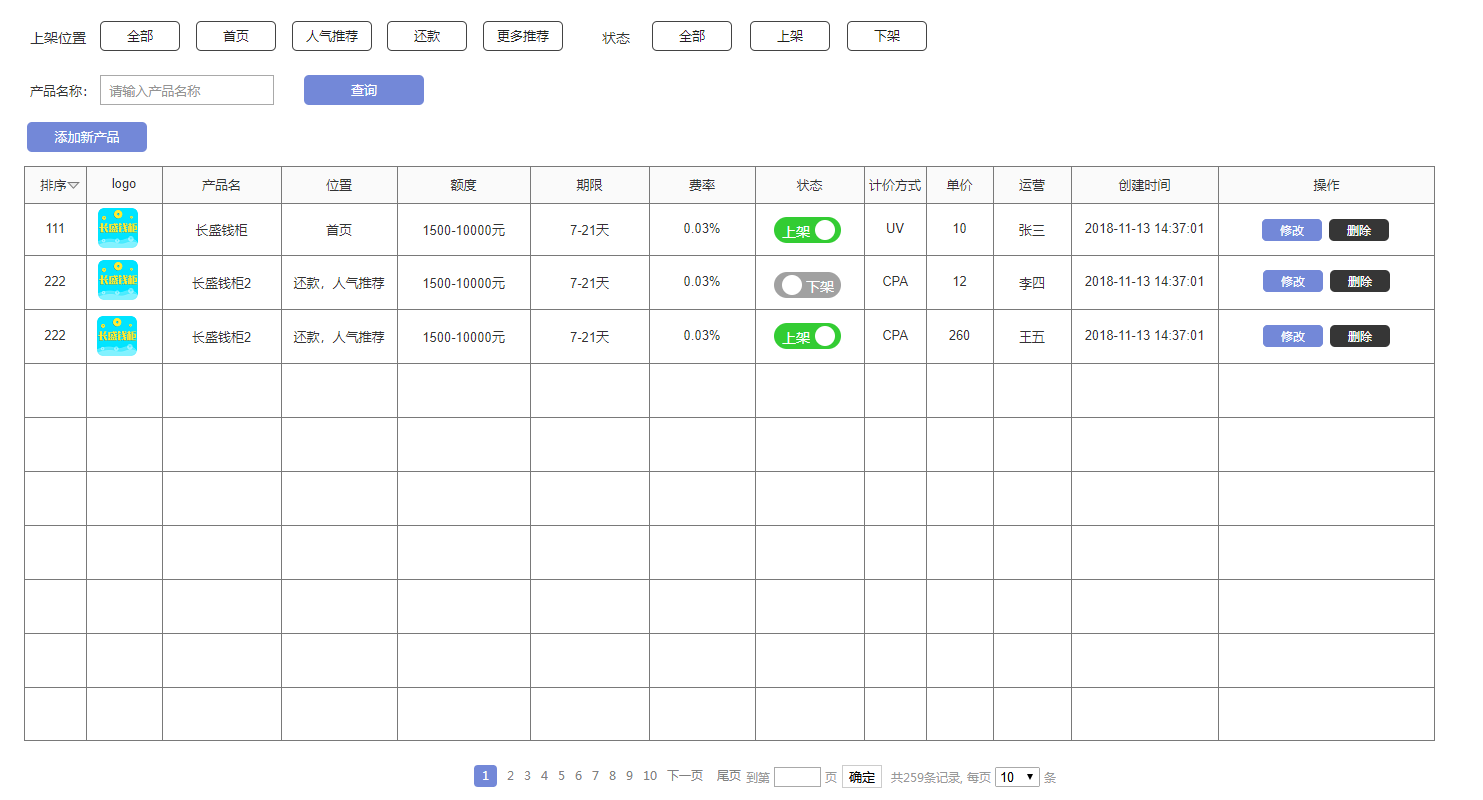 上架位置 全部 首页 人气推荐 还款 更多推荐 状态 全部 上架 下架
产品名称: 请输入产品名称 查询
添加新产品
排序 logo 产品名 位置 额度 期限 费率 状态 计价方式 单价 运营 创建时间 操作
111 长盛钱柜 长盛钱柜 首页 1500-10000元 7-21天 0.03% 上架 UV 10 张三 2018-11-13 14:37:01 修改 删除
222 长盛钱柜 长盛钱柜2 还款，人气推荐 1500-10000元 7-21天 0.03% 下架 CPA 12 李四 2018-11-13 14:37:01 修改 删除
222 长盛钱柜 长盛钱柜2 还款，人气推荐 1500-10000元 7-21天 0.03% 上架 CPA 260 王五 2018-11-13 14:37:01 修改 删除
1 2 3 4 5 6 7 8 9 10 下一页 尾页 到第 页 确定 共259条记录, 每页 10 条